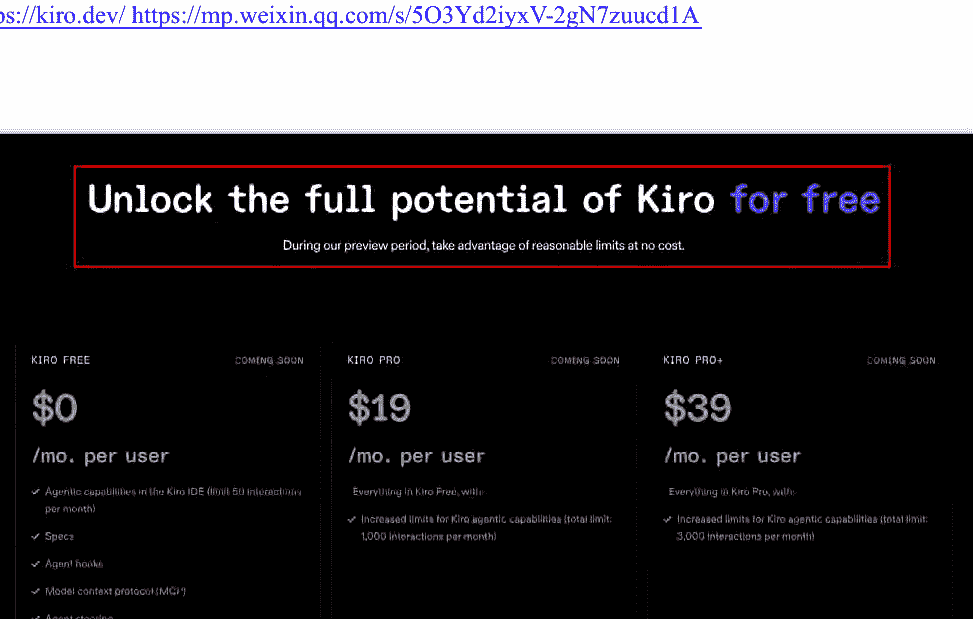 ps://kiro.dev/ https://mp.weixin.qq.com/s/5O3Yd2iyxV-2gN7zuucd1A
Unlock the full potential of Kiro for free
During our preview period, take advantage of reasonable limits at no cost.
KIRO FREE
COMING SOON
$0
/mo. per user
Agentic capabilities in the Kiro IDE (limit 50 interactions
per month)
Specs
Agent hooks
Model context protocol (MCP)
Agent steering
KIRO PRO
COMING SOON
$19
/mo. per user
Everything in Kiro Free, with:
Increased limits for Kiro agentic capabilities (total limit:
1,000 interactions per month)
KIRO PRO+
COMING SOON
$39
/mo. per user
Everything in Kiro Pro, with:
Increased limits for Kiro agentic capabilities (total limit:
3,000 interactions per month)